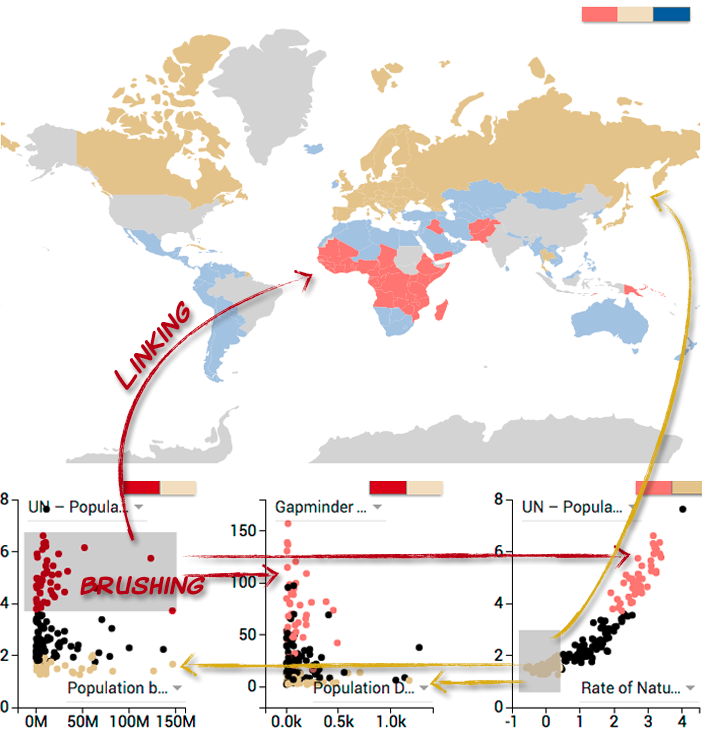 LINKING
8
UN – Popula...
6
BRUSHING
4
2
Population b...
0
0M 50M 100M 150M
Gapminder ...
150
100
50
0
Population D...
0.0k 0.5k 1.0k
8
UN – Popula...
6
4
2
Rate of Natu...
0
-1 0 1 2 3 4